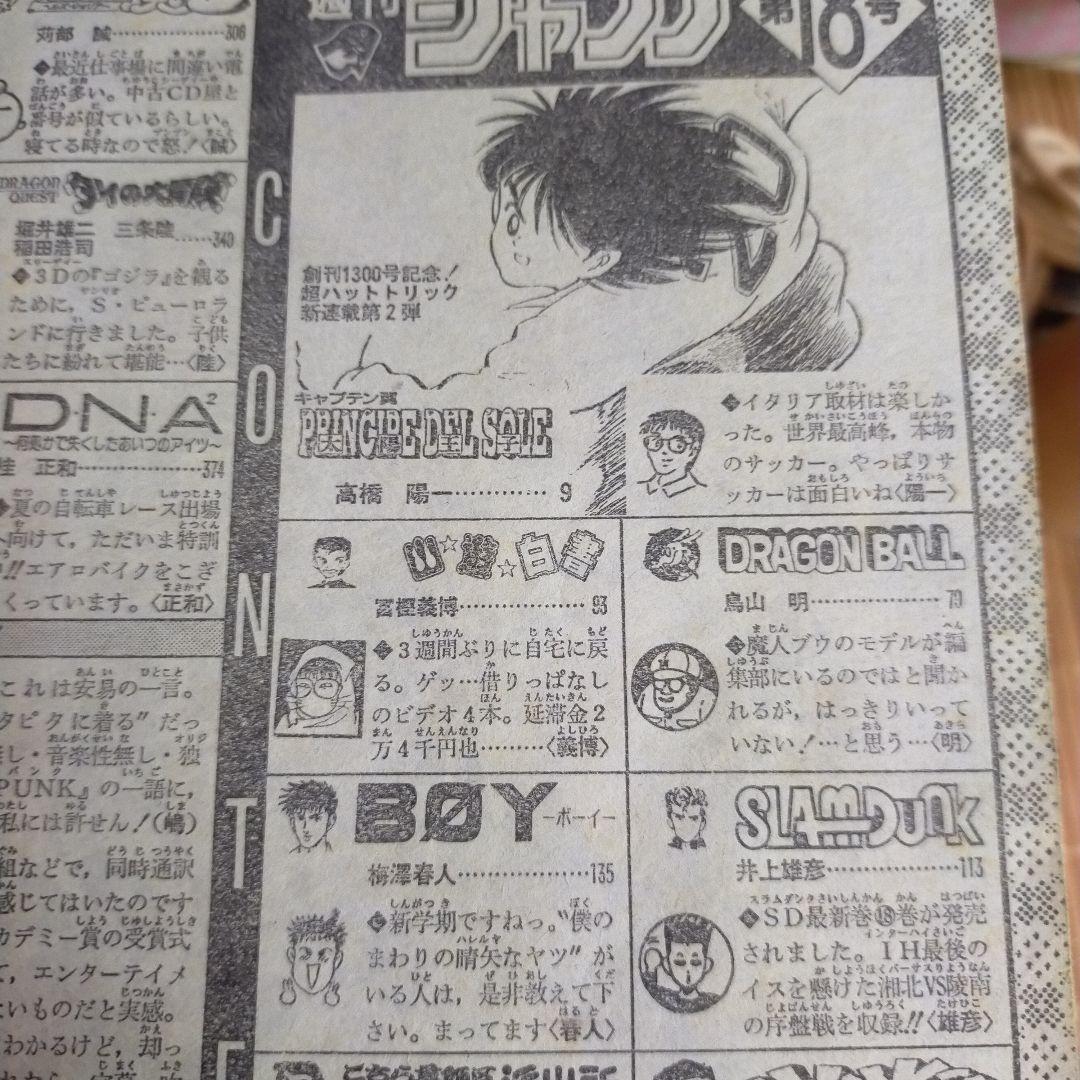 週刊
ジャンプ
第18号
CONT
創刊1300号記念!
超ハットトリック
新連載第2弾
キャプテン翼
PRINCIPE DEL SOLE
高橋 陽一…………9
イタリア取材は楽しか
った。世界最高峰,本物
のサッカー。やっぱりサ
ッカーは面白いね〈陽一〉
幽☆遊☆白書
冨樫義博………………93
3週間ぶりに自宅に戻
る。ゲッ…借りっぱなし
のビデオ4本。延滞金2
万4千円也………〈義博〉
DRAGON BALL
鳥山 明………………79
魔人ブウのモデルが編
集部にいるのではと聞か
れるが,はっきりいって
いない!…と思う…〈明〉
BØY―ボーイ―
梅澤春人………………135
新学期ですねっ。“僕の
まわりの晴矢なヤツ”が
いる人は,是非教えて下
さい。まってます〈春人〉
SLAM DUNK
井上雄彦………………113
SD最新巻⑱巻が発売
されました。IH最後の
イスを懸けた湘北VS陵南
の序盤戦を収録!!〈雄彦〉
苅部 誠………………306
最近仕事場に間違い電
話が多い。中古CD屋と
番号が似ているらしい。
寝てる時なので怒!〈誠〉
DRAGON QUEST
ダイの大冒険
堀井雄二 三条陸
稲田浩司……340
3Dの『ゴジラ』を観る
ために,S・ピューロラ
ンドに行きました。子供
たちに紛れて堪能…〈陸〉
D・N・A²
~何処かで失くしたあいつのアイツ~
桂 正和………………374
夏の自転車レース出場
へ向けて,ただいま特訓
!!エアロバイクをこぎ
くっています。〈正和〉
これは安易の一言。
タピタに着る”だっ
し・音楽性無し・独
PUNK』の一語に,
私には許せん!(嶋)
組などで,同時通訳
感じてはいたのです
カデミー賞の受賞式
て,エンターテイメ
いものだと実感。
わかるけど,却っ